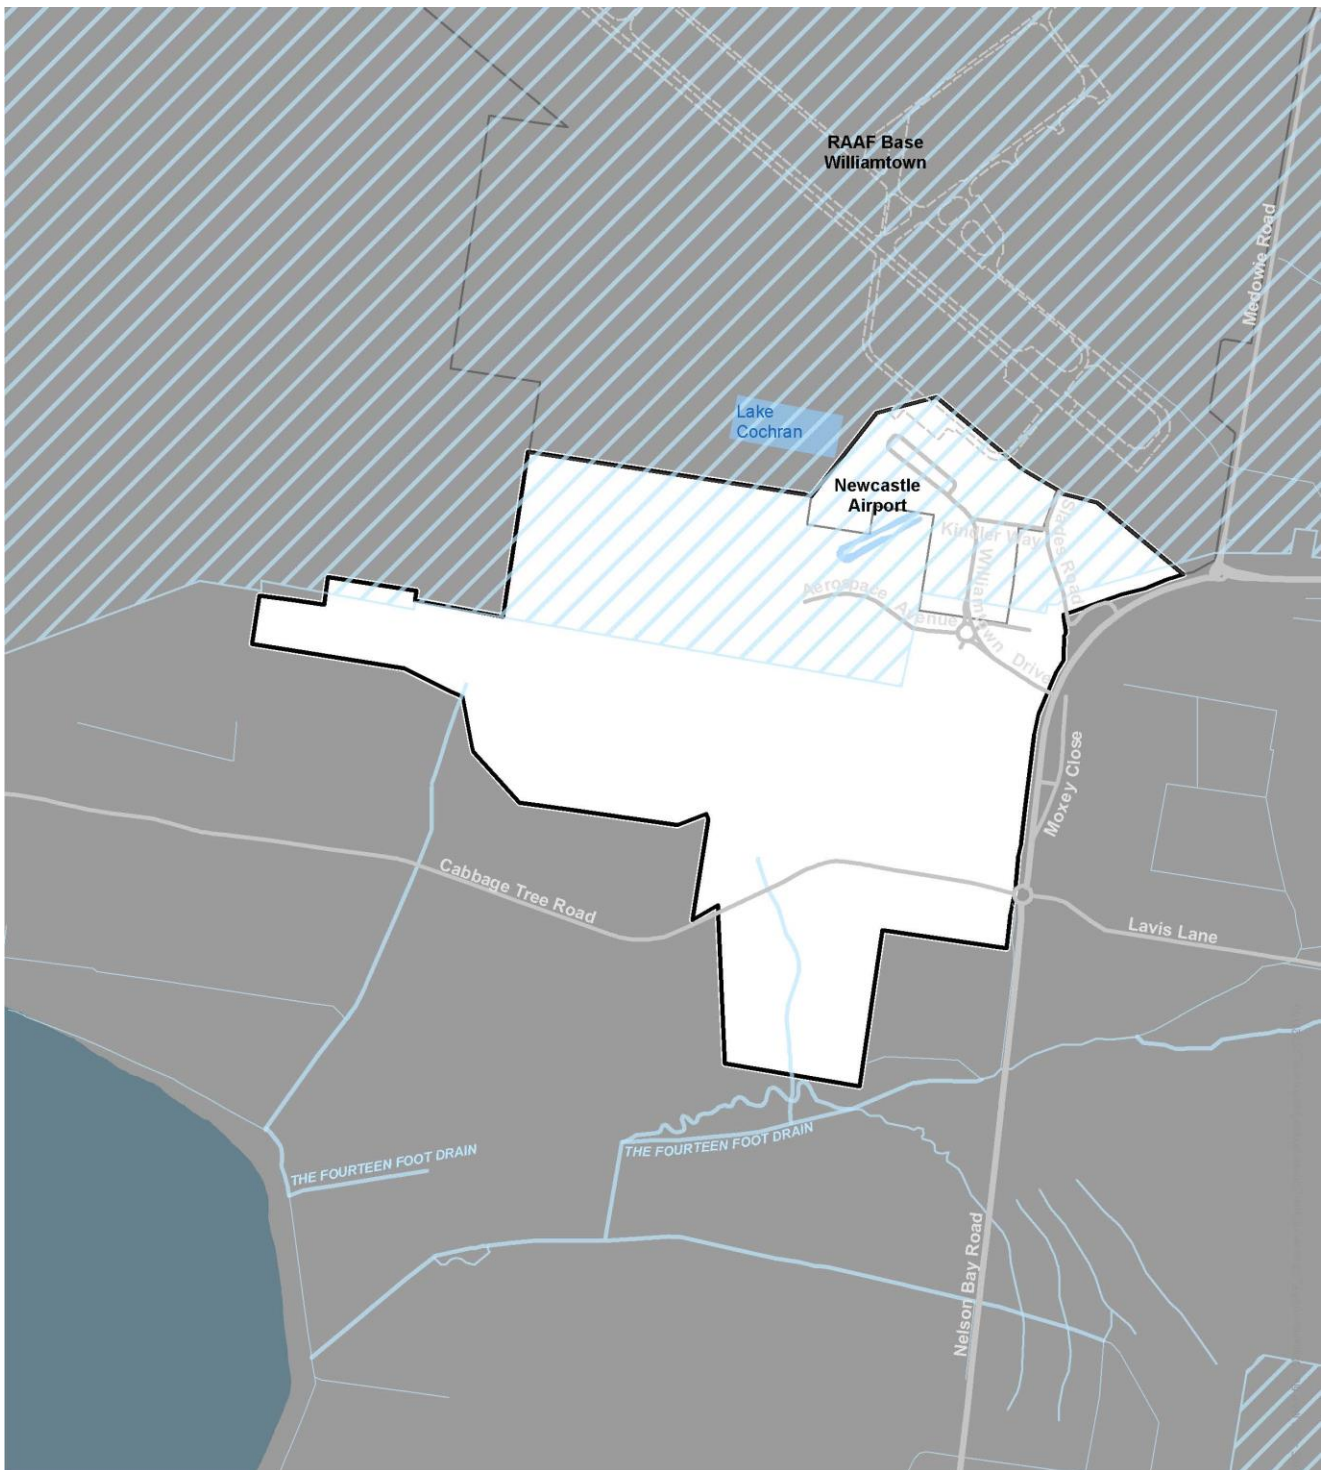 RAAF Base
Williamtown
Medowie Road
Lake
Cochran
Newcastle
Airport
Kindler Way
Slades Road
Aerospace Avenue
Williamtown Drive
Moxey Close
Cabbage Tree Road
Lavis Lane
THE FOURTEEN FOOT DRAIN
THE FOURTEEN FOOT DRAIN
Nelson Bay Road